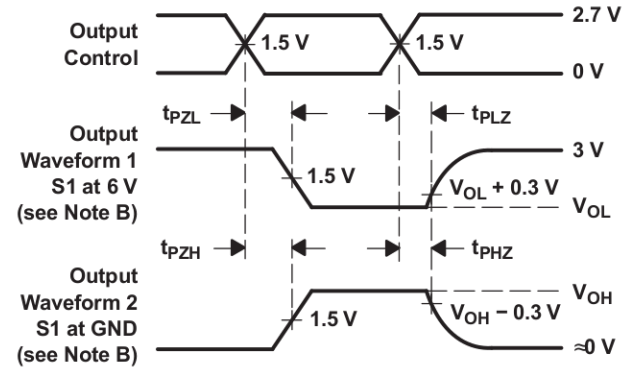 Output
Control
2.7 V
1.5 V
1.5 V
0 V
tPZL
tPLZ
Output
Waveform 1
S1 at 6 V
(see Note B)
3 V
1.5 V
VOL + 0.3 V
VOL
tPZH
tPHZ
Output
Waveform 2
S1 at GND
(see Note B)
VOH
1.5 V
VOH − 0.3 V
≈0 V